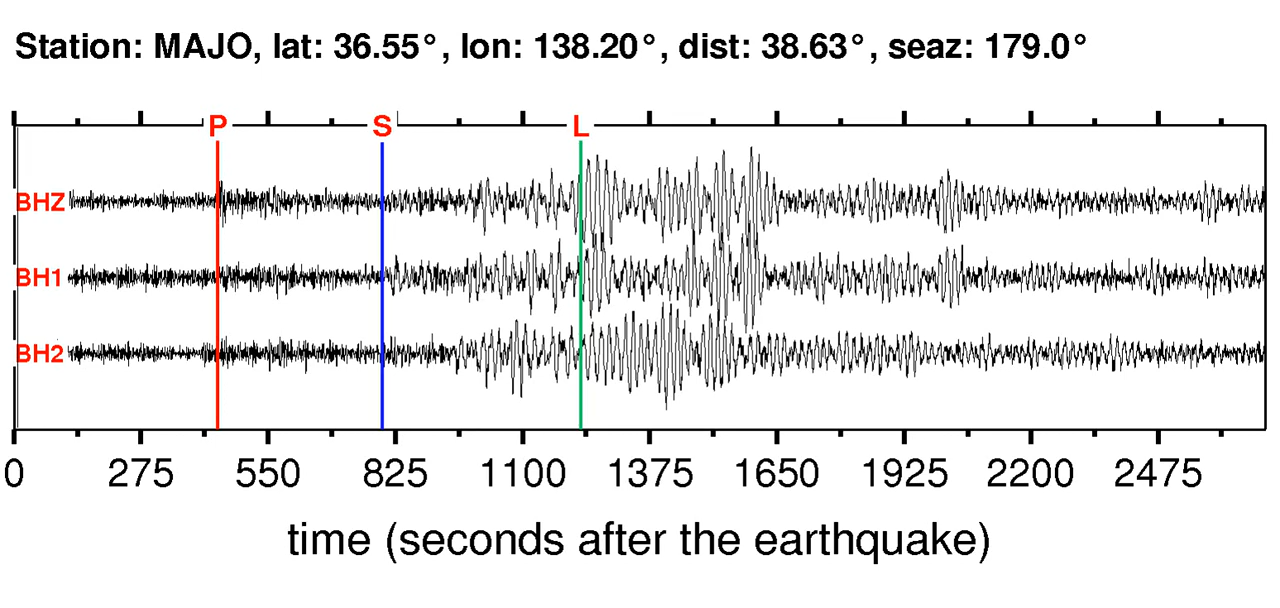 Station: MAJO, lat: 36.55°, lon: 138.20°, dist: 38.63°, seaz: 179.0°
P S L
BHZ
BH1
BH2
0 275 550 825 1100 1375 1650 1925 2200 2475
time (seconds after the earthquake)